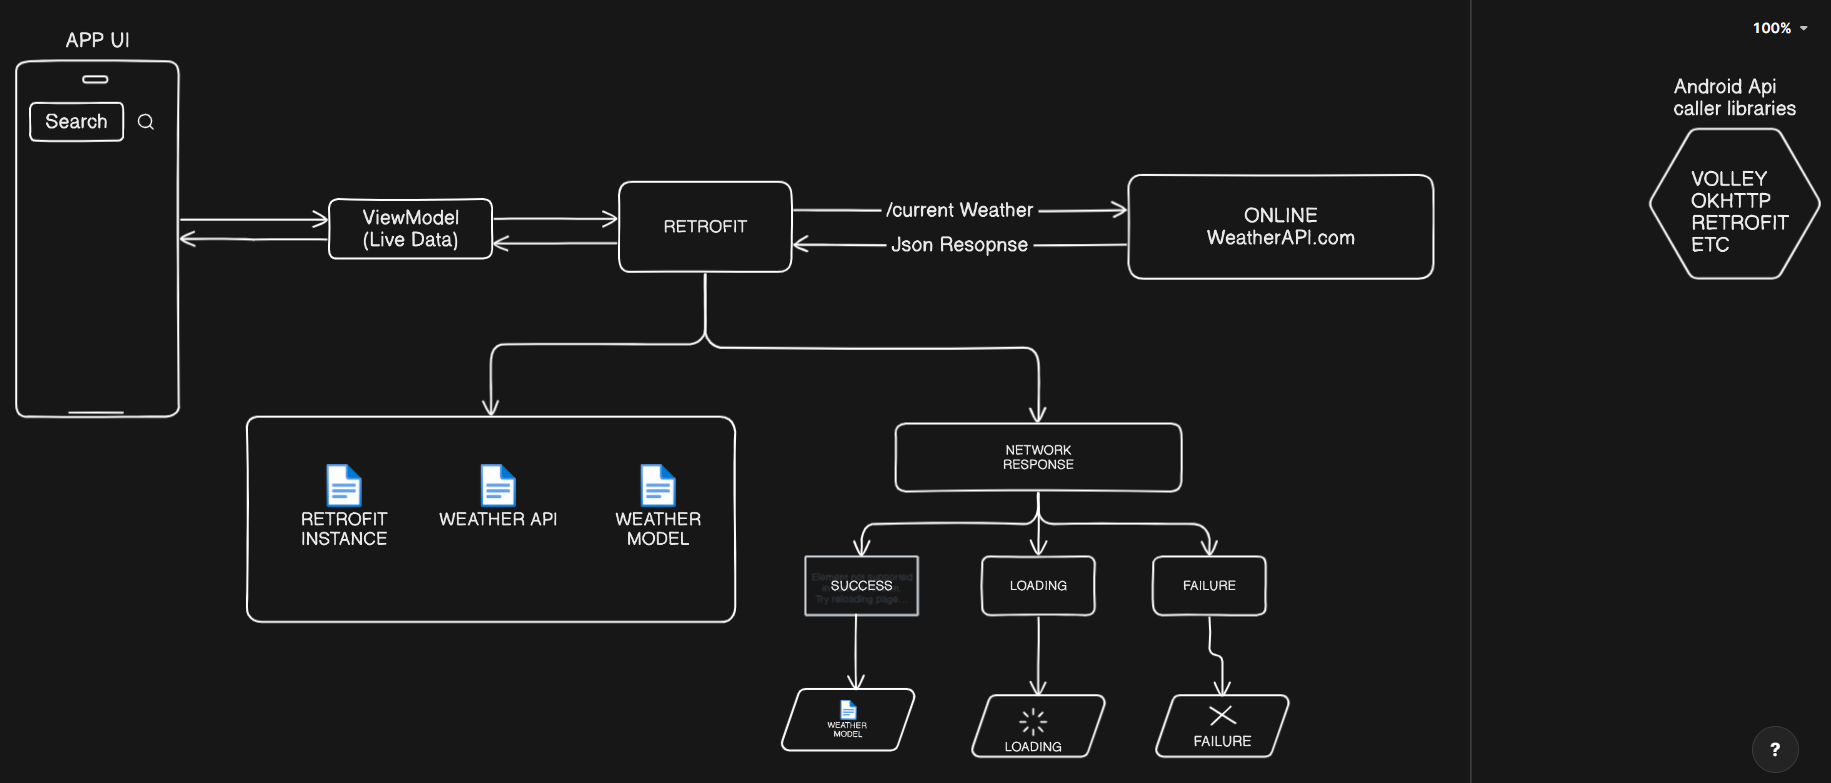 APP UI
100%
Android Api
caller libraries
Search
VOLLEY
OKHTTP
RETROFIT
ETC
ViewModel
(Live Data)
RETROFIT
/current Weather
Json Resopnse
ONLINE
WeatherAPI.com
NETWORK
RESPONSE
RETROFIT
INSTANCE
WEATHER API
WEATHER
MODEL
SUCCESS
LOADING
FAILURE
WEATHER
MODEL
LOADING
FAILURE
?